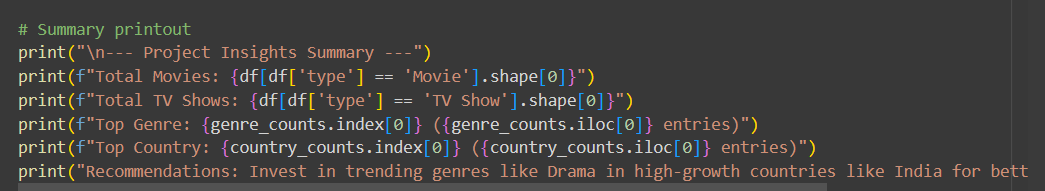 # Summary printout
print("\n--- Project Insights Summary ---")
print(f"Total Movies: {df[df['type'] == 'Movie'].shape[0]}")
print(f"Total TV Shows: {df[df['type'] == 'TV Show'].shape[0]}")
print(f"Top Genre: {genre_counts.index[0]} ({genre_counts.iloc[0]} entries)")
print(f"Top Country: {country_counts.index[0]} ({country_counts.iloc[0]} entries)")
print("Recommendations: Invest in trending genres like Drama in high-growth countries like India for bett